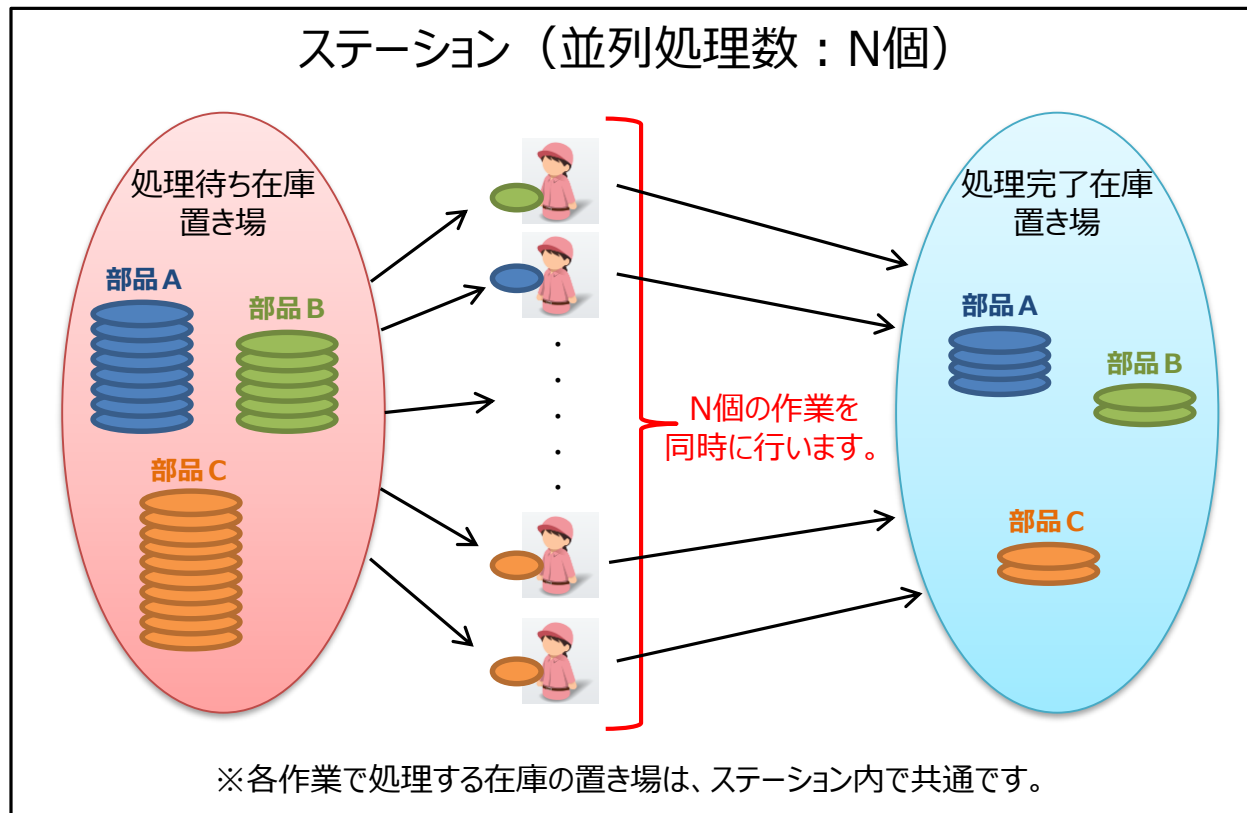 ステーション（並列処理数：N個）
処理待ち在庫
置き場
部品A
部品B
部品C
N個の作業を
同時に行います。
処理完了在庫
置き場
部品A
部品B
部品C
※各作業で処理する在庫の置き場は、ステーション内で共通です。